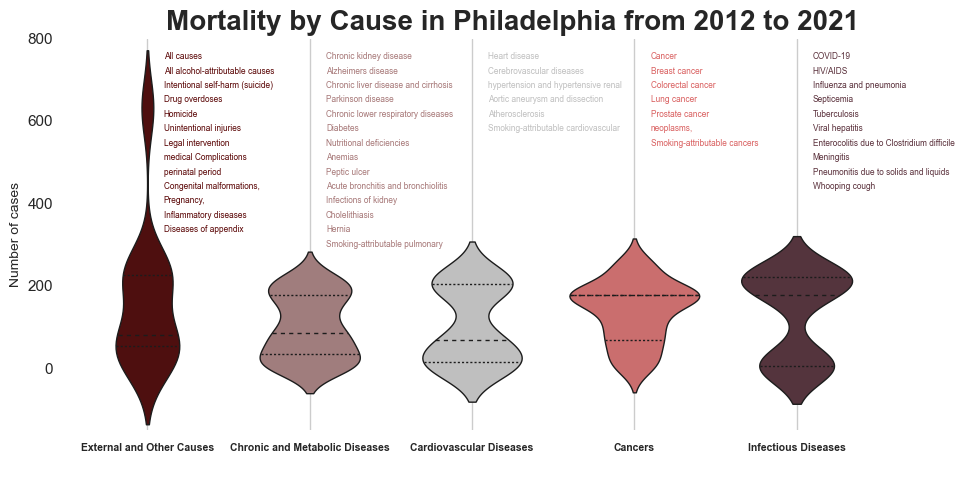 Mortality by Cause in Philadelphia from 2012 to 2021
Number of cases
800
600
400
200
0
All causes
All alcohol-attributable causes
Intentional self-harm (suicide)
Drug overdoses
Homicide
Unintentional injuries
Legal intervention
medical Complications
perinatal period
Congenital malformations,
Pregnancy,
Inflammatory diseases
Diseases of appendix
Chronic kidney disease
Alzheimers disease
Chronic liver disease and cirrhosis
Parkinson disease
Chronic lower respiratory diseases
Diabetes
Nutritional deficiencies
Anemias
Peptic ulcer
Acute bronchitis and bronchiolitis
Infections of kidney
Cholelithiasis
Hernia
Smoking-attributable pulmonary
Heart disease
Cerebrovascular diseases
hypertension and hypertensive renal
Aortic aneurysm and dissection
Atherosclerosis
Smoking-attributable cardiovascular
Cancer
Breast cancer
Colorectal cancer
Lung cancer
Prostate cancer
neoplasms,
Smoking-attributable cancers
COVID-19
HIV/AIDS
Influenza and pneumonia
Septicemia
Tuberculosis
Viral hepatitis
Enterocolitis due to Clostridium difficile
Meningitis
Pneumonitis due to solids and liquids
Whooping cough
External and Other Causes
Chronic and Metabolic Diseases
Cardiovascular Diseases
Cancers
Infectious Diseases